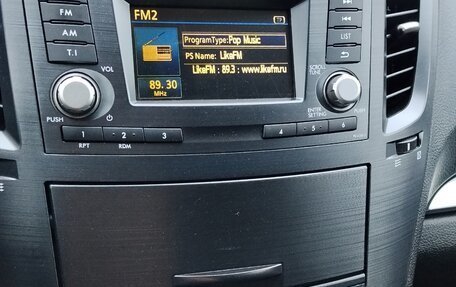 FM2
FM
AM
T.I
ProgramType:Pop Music
PS Name: LikeFM
LikeFM : 89.3 : www.likefm.ru
89.30
MHz
LIST
VOL
PUSH
SCROLL
TUNE
ENTER
SETTING
PUSH
1 2 3
RPT RDM
4 5 6